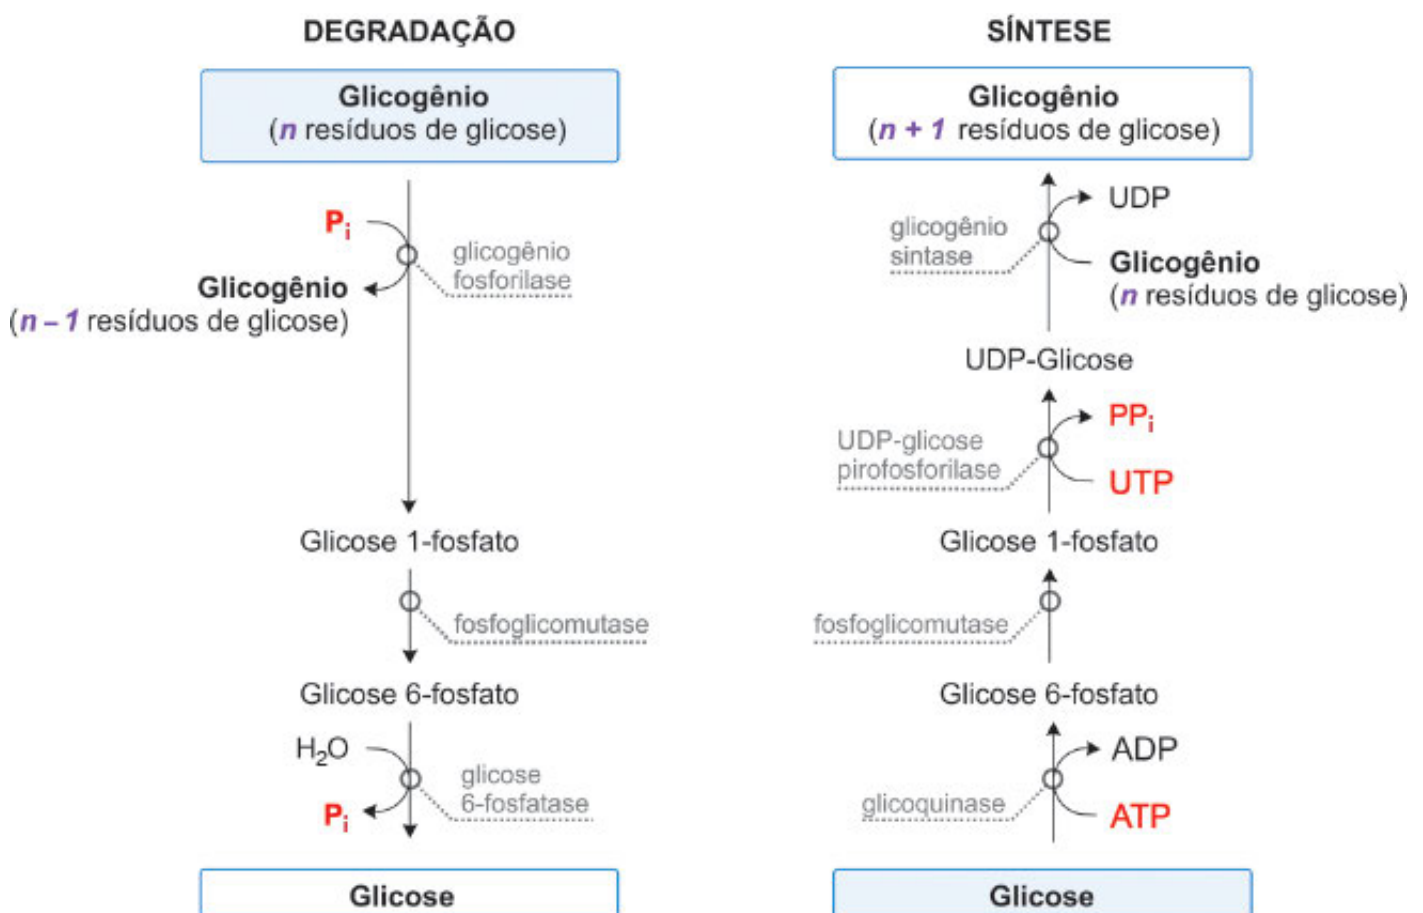 DEGRADAÇÃO
Glicogênio
(n resíduos de glicose)
Pi
glicogênio
fosforilase
Glicogênio
(n – 1 resíduos de glicose)
Glicose 1-fosfato
fosfoglicomutase
Glicose 6-fosfato
H2O
glicose
6-fosfatase
Pi
Glicose
SÍNTESE
Glicogênio
(n + 1 resíduos de glicose)
UDP
glicogênio
sintase
Glicogênio
(n resíduos de glicose)
UDP-Glicose
PPi
UDP-glicose
pirofosforilase
UTP
Glicose 1-fosfato
fosfoglicomutase
Glicose 6-fosfato
ADP
glicoquinase
ATP
Glicose